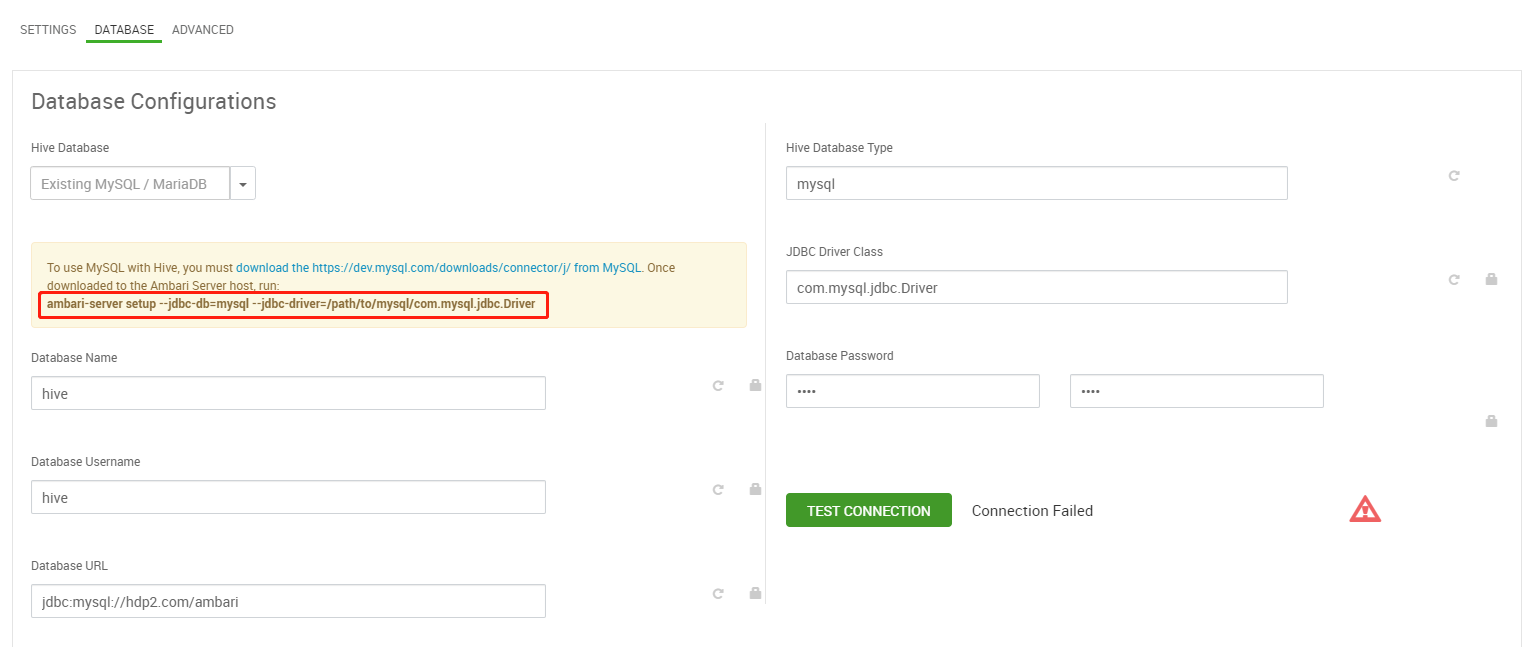 SETTINGS DATABASE ADVANCED
Database Configurations
Hive Database
Existing MySQL / MariaDB
To use MySQL with Hive, you must download the https://dev.mysql.com/downloads/connector/j/ from MySQL. Once
downloaded to the Ambari Server host, run:
ambari-server setup --jdbc-db=mysql --jdbc-driver=/path/to/mysql/com.mysql.jdbc.Driver
Database Name
hive
Database Username
hive
Database URL
jdbc:mysql://hdp2.com/ambari
Hive Database Type
mysql
JDBC Driver Class
com.mysql.jdbc.Driver
Database Password
•••• ••••
TEST CONNECTION Connection Failed